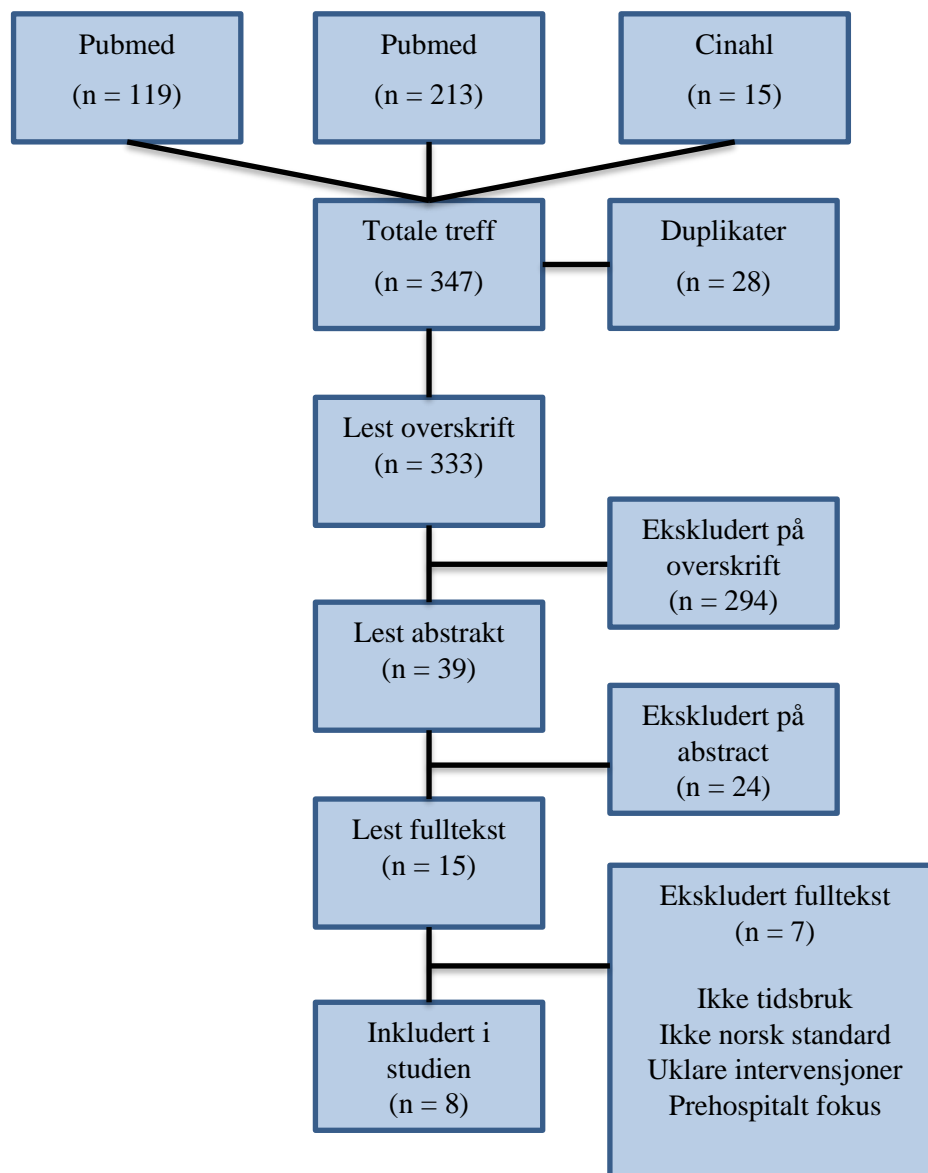 Pubmed
(n = 119)
Pubmed
(n = 213)
Cinahl
(n = 15)
Totale treff
(n = 347)
Duplikater
(n = 28)
Lest overskrift
(n = 333)
Ekskludert på
overskrift
(n = 294)
Lest abstrakt
(n = 39)
Ekskludert på
abstract
(n = 24)
Lest fulltekst
(n = 15)
Ekskludert fulltekst
(n = 7)
Ikke tidsbruk
Ikke norsk standard
Uklare intervensjoner
Prehospitalt fokus
Inkludert i
studien
(n = 8)